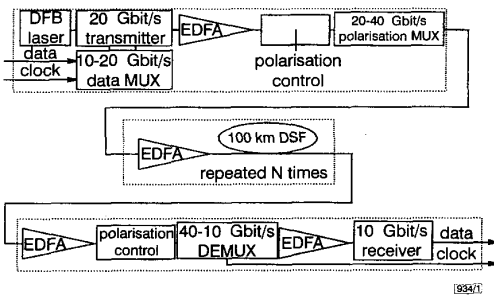 DFB
laser
20 Gbit/s
transmitter
EDFA
20-40 Gbit/s
polarisation MUX
data
clock
10-20 Gbit/s
data MUX
polarisation
control
EDFA
100 km DSF
repeated N times
EDFA
polarisation
control
40-10 Gbit/s
DEMUX
EDFA
10 Gbit/s
receiver
data
clock
934/1